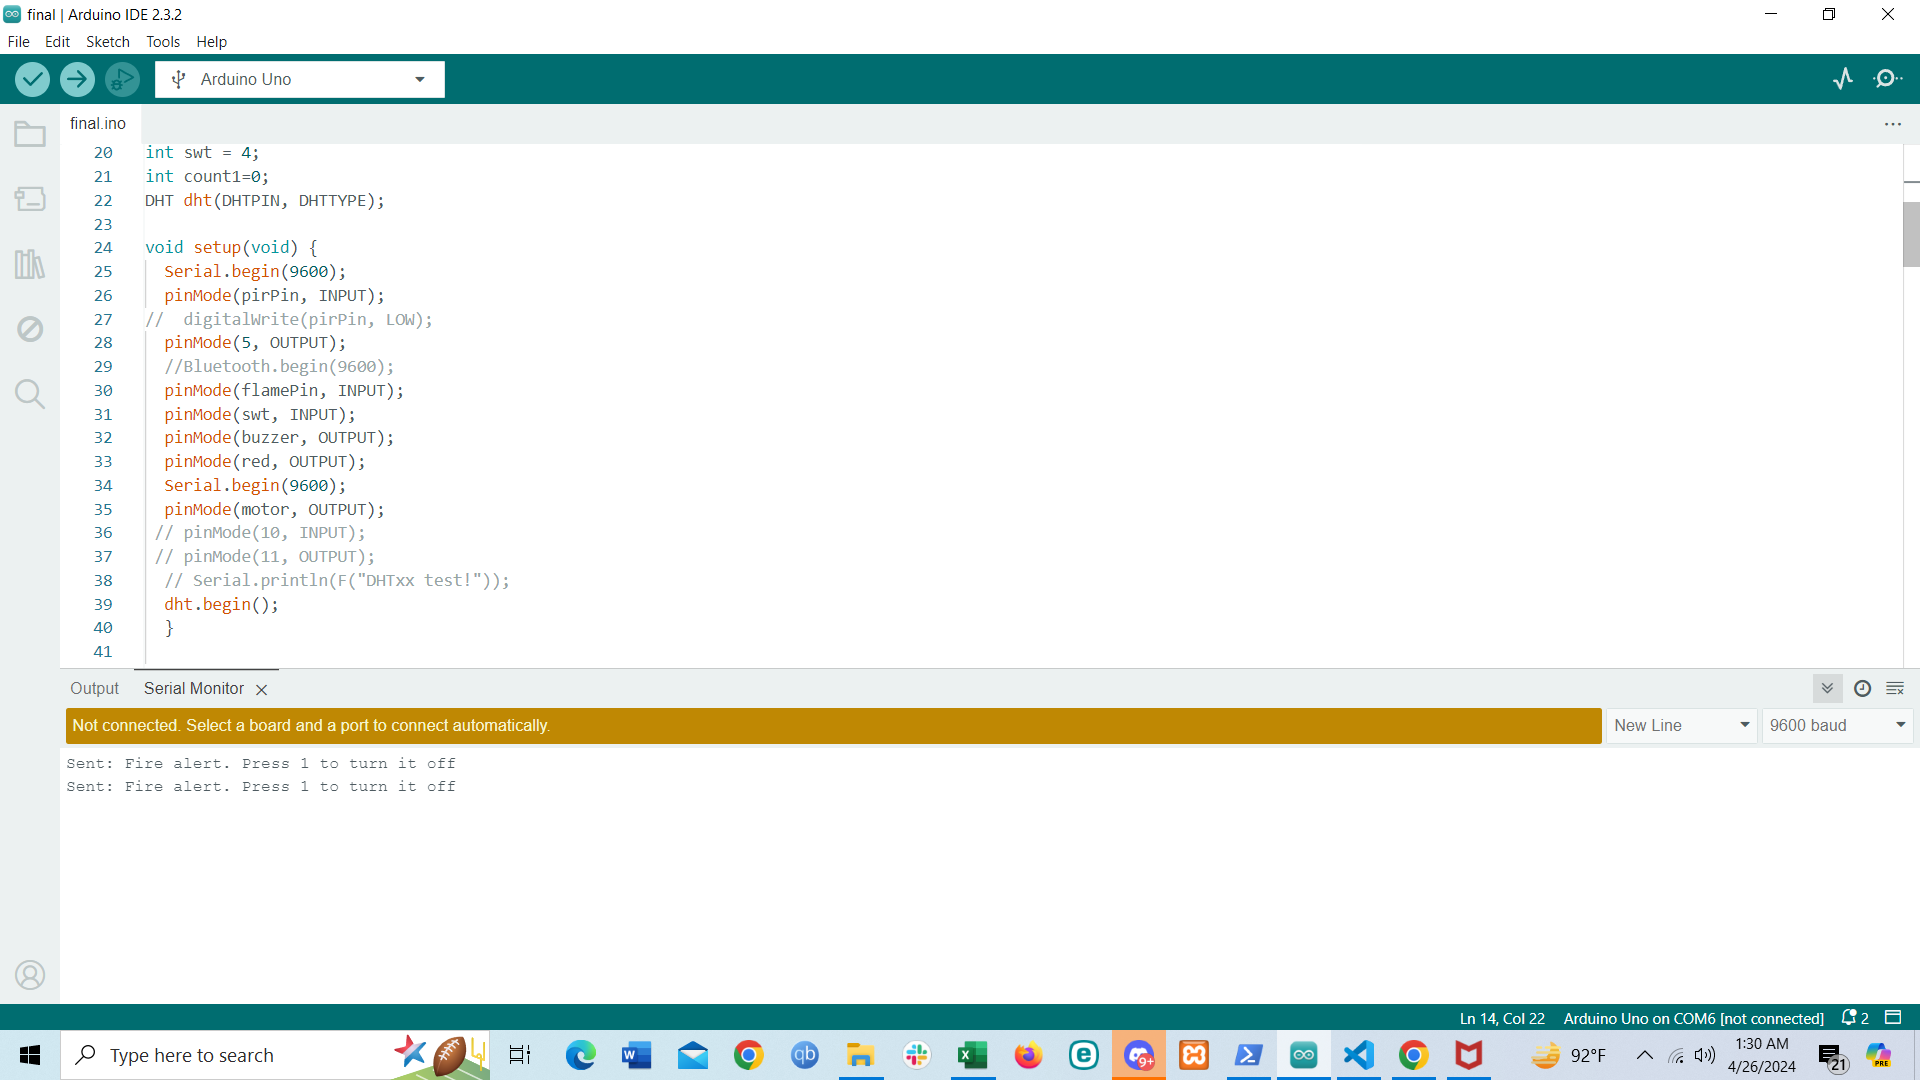 final | Arduino IDE 2.3.2
File Edit Sketch Tools Help
Arduino Uno
final.ino
20 int swt = 4;
21 int count1=0;
22 DHT dht(DHTPIN, DHTTYPE);
23
24 void setup(void) {
25 Serial.begin(9600);
26 pinMode(pirPin, INPUT);
27 // digitalWrite(pirPin, LOW);
28 pinMode(5, OUTPUT);
29 //Bluetooth.begin(9600);
30 pinMode(flamePin, INPUT);
31 pinMode(swt, INPUT);
32 pinMode(buzzer, OUTPUT);
33 pinMode(red, OUTPUT);
34 Serial.begin(9600);
35 pinMode(motor, OUTPUT);
36 // pinMode(10, INPUT);
37 // pinMode(11, OUTPUT);
38 // Serial.println(F("DHTxx test!"));
39 dht.begin();
40 }
41
Output Serial Monitor
Not connected. Select a board and a port to connect automatically. New Line 9600 baud
Sent: Fire alert. Press 1 to turn it off
Sent: Fire alert. Press 1 to turn it off
Ln 14, Col 22 Arduino Uno on COM6 [not connected] 2
Type here to search W qb X e 9+ 92°F 1:30 AM 21 PRE
4/26/2024